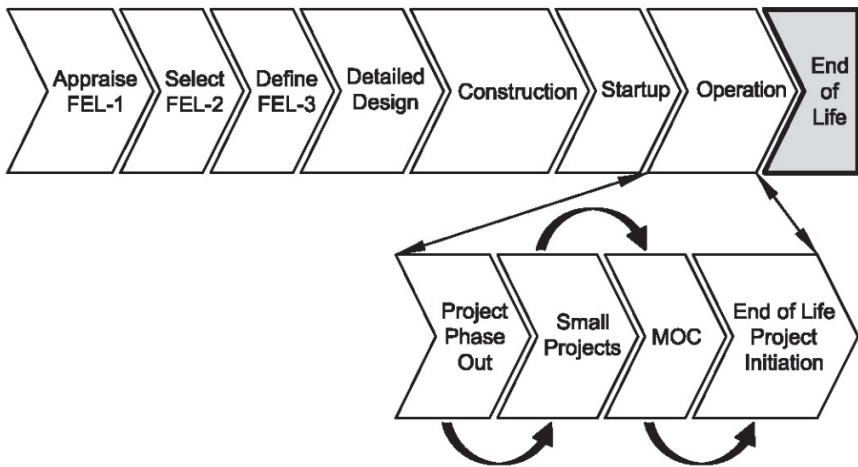 Appraise
FEL-1
Select
FEL-2
Define
FEL-3
Detailed
Design
Construction
Startup
Operation
End
of
Life
Project
Phase
Out
Small
Projects
MOC
End of Life
Project
Initiation